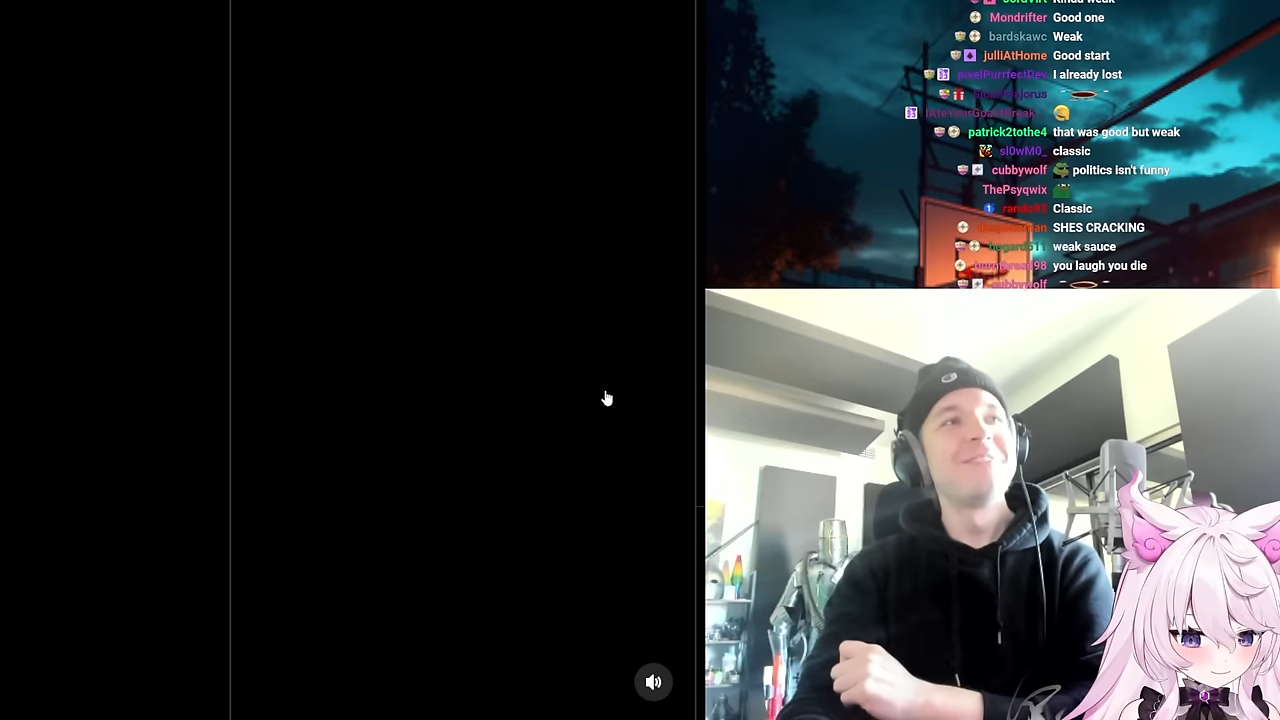 Kinda weak
Mondrifter Good one
bardskawc Weak
julliAtHome Good start
pixelPurrfectDev I already lost
patrick2tothe4 that was good but weak
sl0wM0_ classic
cubbywolf politics isn't funny
ThePsyqwix
Classic
SHES CRACKING
weak sauce
you laugh you die
cubbywolf